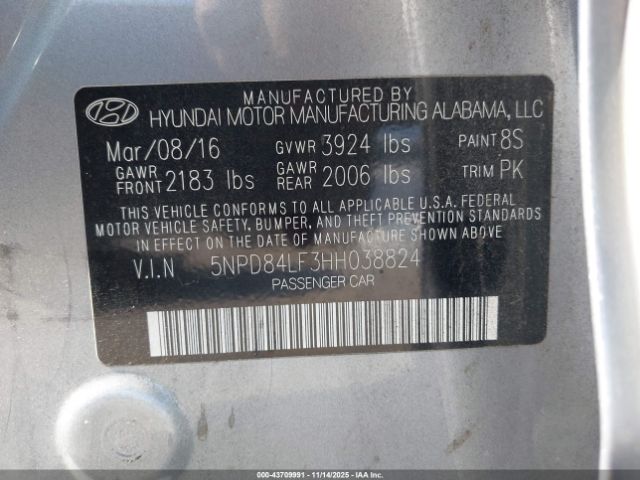 MANUFACTURED BY
HYUNDAI MOTOR MANUFACTURING ALABAMA, LLC
Mar/08/16 GVWR 3924 lbs PAINT 8S
GAWR FRONT 2183 lbs GAWR REAR 2006 lbs TRIM PK
THIS VEHICLE CONFORMS TO ALL APPLICABLE U.S.A. FEDERAL
MOTOR VEHICLE SAFETY, BUMPER, AND THEFT PREVENTION STANDARDS
IN EFFECT ON THE DATE OF MANUFACTURE SHOWN ABOVE.
V.I.N 5NPD84LF3HH038824
PASSENGER CAR
00-43709991 - 11/14/2025 - COPYRIGHT © IAA, LLC.